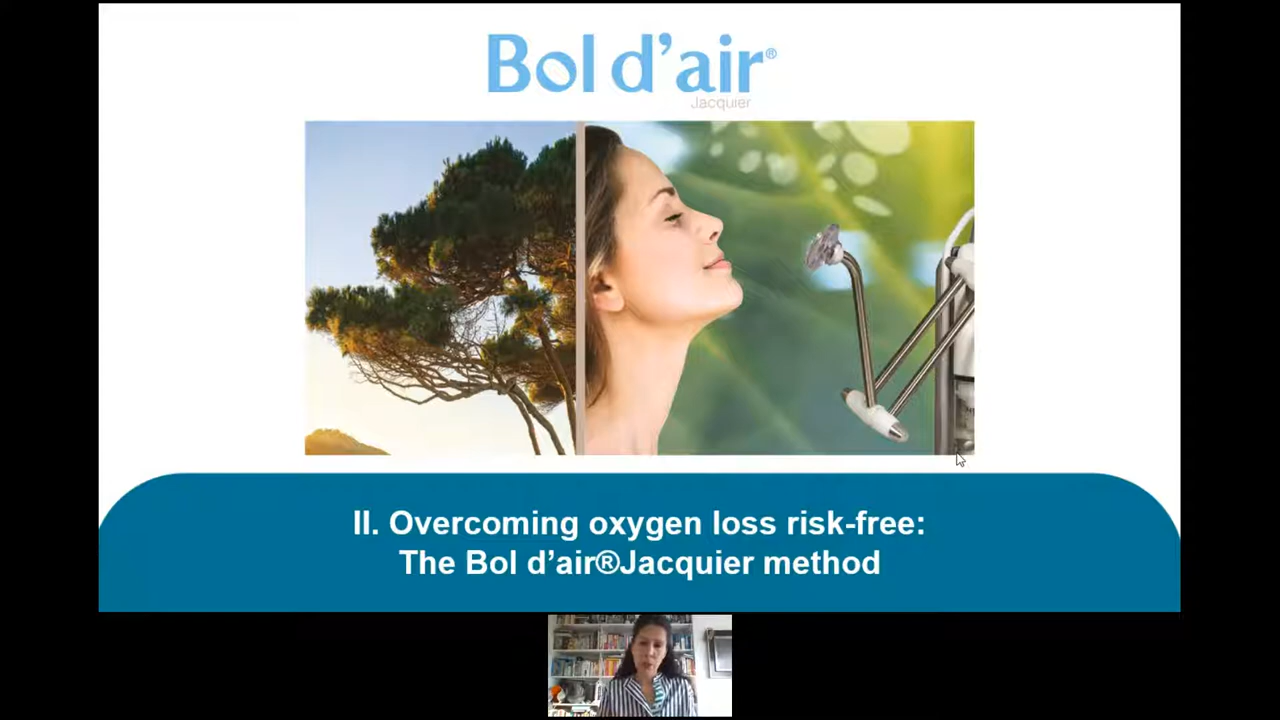 Bol d’air®
Jacquier
II. Overcoming oxygen loss risk-free:
The Bol d’air®Jacquier method